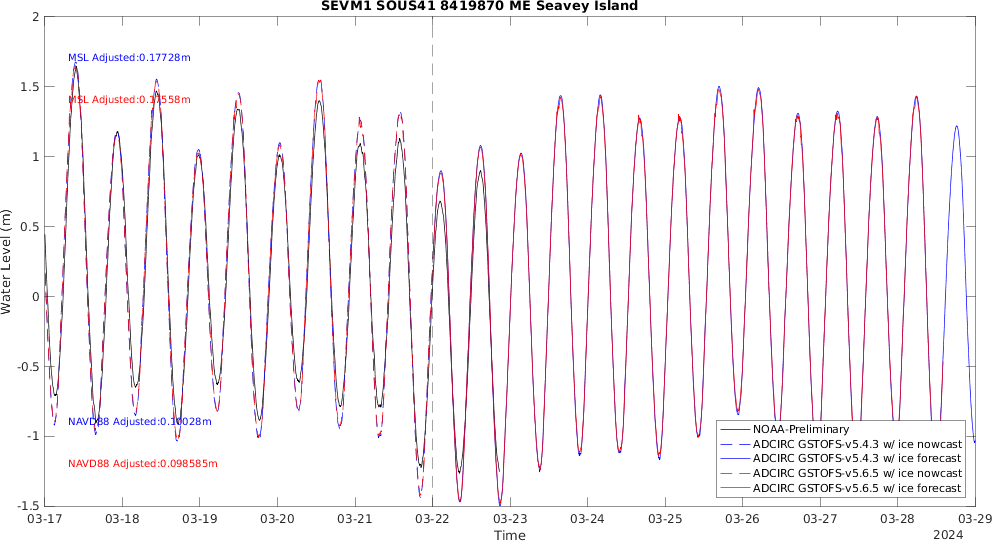 SEVM1 SOUS41 8419870 ME Seavey Island
2
1.5
1
0.5
0
-0.5
-1
-1.5
Water Level (m)
MSL Adjusted:0.17728m
MSL Adjusted:0.17558m
NAVD88 Adjusted:0.10028m
NAVD88 Adjusted:0.098585m
NOAA-Preliminary
ADCIRC GSTOFS-v5.4.3 w/ ice nowcast
ADCIRC GSTOFS-v5.4.3 w/ ice forecast
ADCIRC GSTOFS-v5.6.5 w/ ice nowcast
ADCIRC GSTOFS-v5.6.5 w/ ice forecast
03-17 03-18 03-19 03-20 03-21 03-22 03-23 03-24 03-25 03-26 03-27 03-28 03-29
Time
2024